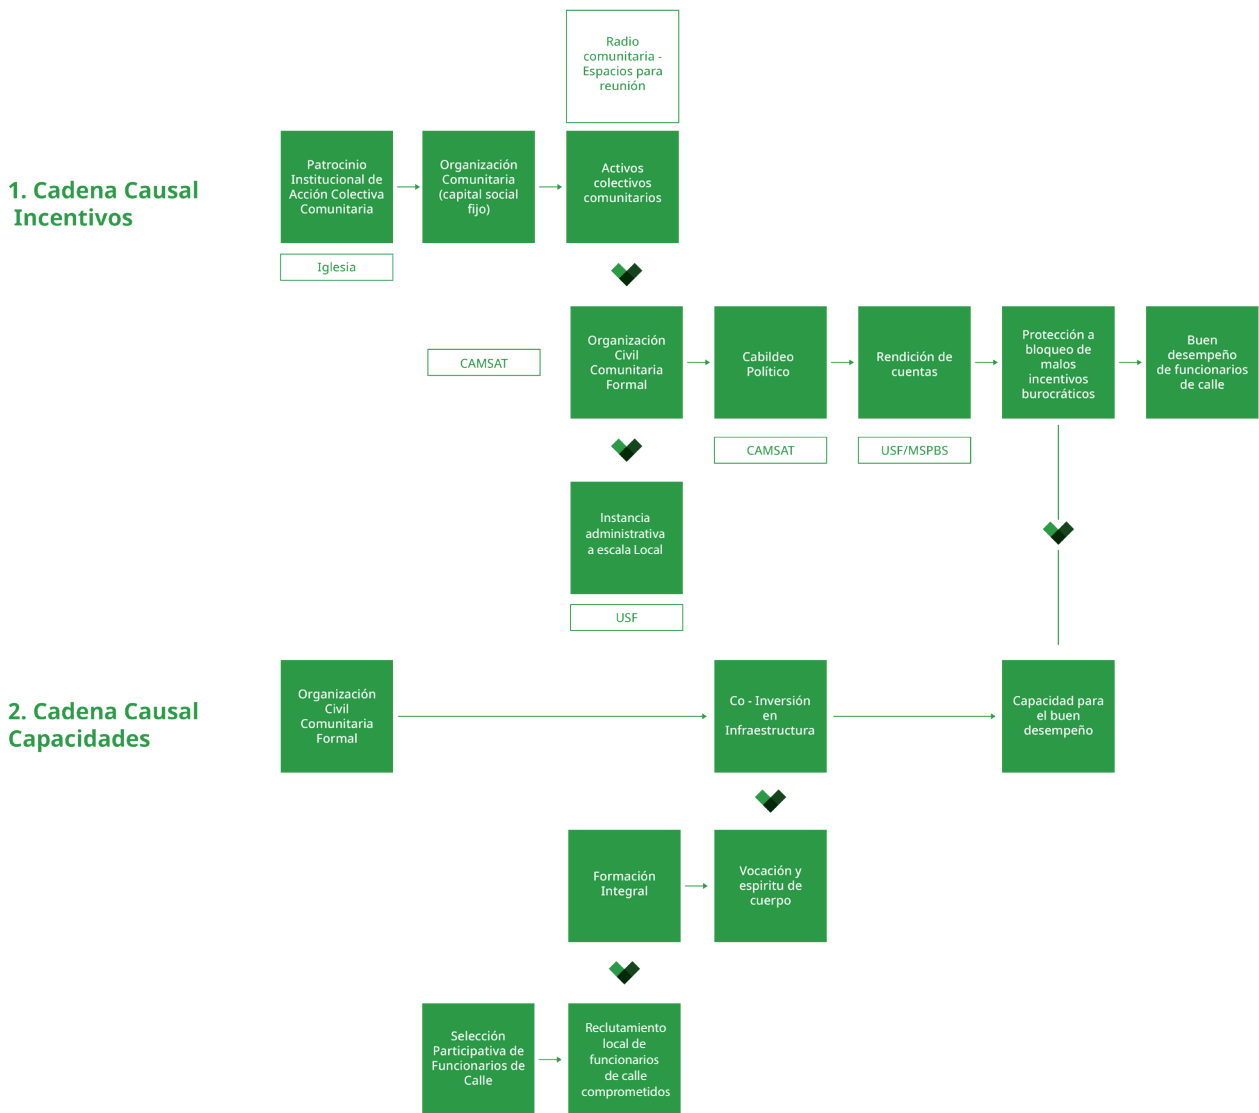 Radio
comunitaria -
Espacios para
reunión
1. Cadena Causal
Incentivos
Patrocinio
Institucional de
Acción Colectiva
Comunitaria
Organización
Comunitaria
(capital social
fijo)
Activos
colectivos
comunitarios
Iglesia
CAMSAT
Organización
Civil
Comunitaria
Formal
Cabildeo
Político
Rendición de
cuentas
Protección a
bloqueo de
malos
incentivos
burocráticos
Buen
desempeño
de funcionarios
de calle
CAMSAT
USF/MSPBS
Instancia
administrativa
a escala Local
USF
2. Cadena Causal
Capacidades
Organización
Civil
Comunitaria
Formal
Co - Inversión
en
Infraestructura
Capacidad para
el buen
desempeño
Formación
Integral
Vocación y
espiritu de
cuerpo
Selección
Participativa de
Funcionarios de
Calle
Reclutamiento
local de
funcionarios
de calle
comprometidos